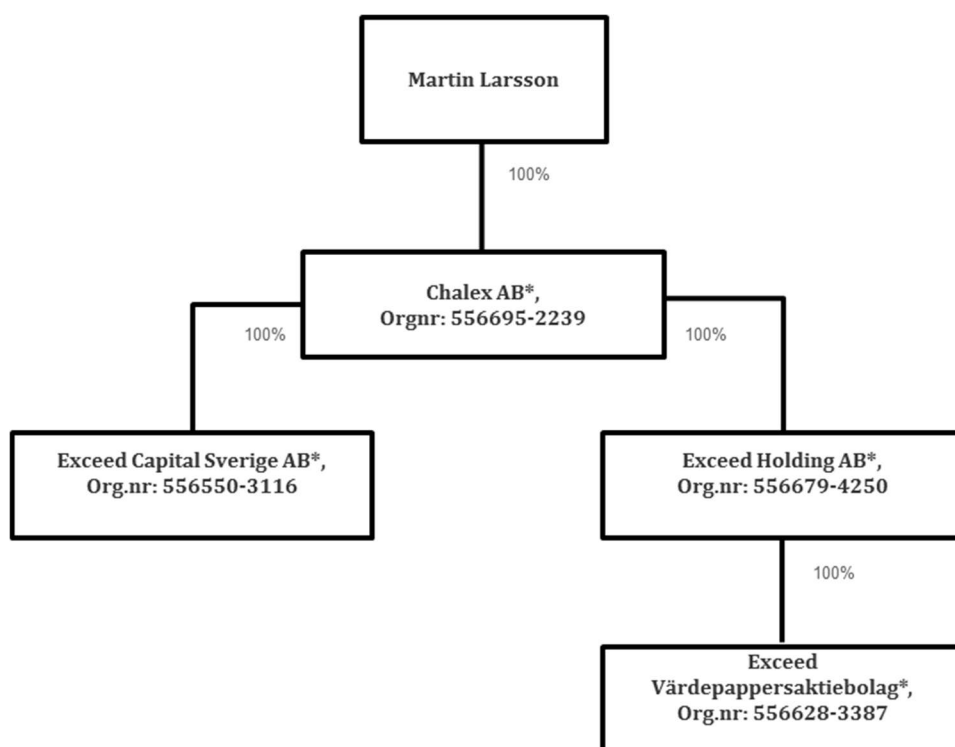 Martin Larsson
100%
Chalex AB*,
Orgnr: 556695-2239
100%
100%
Exceed Capital Sverige AB*,
Org.nr: 556550-3116
Exceed Holding AB*,
Org.nr: 556679-4250
100%
Exceed
Värdepappersaktiebolag*,
Org.nr: 556628-3387